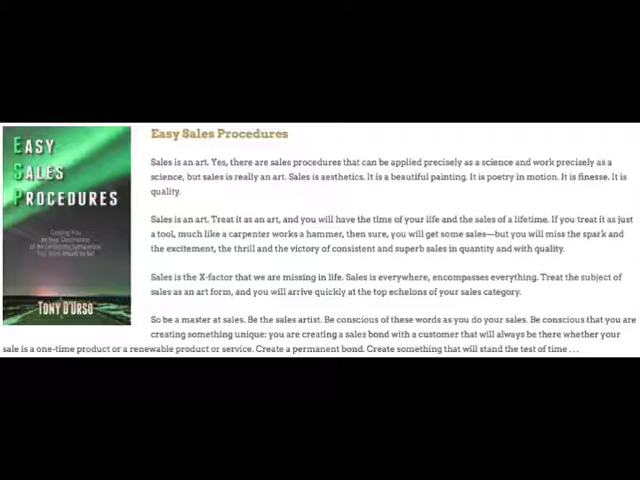 EASY
SALES
PROCEDURES
TONY D'URSO
Easy Sales Procedures
Sales is an art. Yes, there are sales procedures that can be applied precisely as a science and work precisely as a
science, but sales is really an art. Sales is aesthetics. It is a beautiful painting. It is poetry in motion. It is finesse. It is
quality.
Sales is an art. Treat it as an art, and you will have the time of your life and the sales of a lifetime. If you treat it as just
a tool, much like a carpenter works a hammer, then sure, you will get some sales—but you will miss the spark and
the excitement, the thrill and the victory of consistent and superb sales in quantity and with quality.
Sales is the X-factor that we are missing in life. Sales is everywhere, encompasses everything. Treat the subject of
sales as an art form, and you will arrive quickly at the top echelons of your sales category.
So be a master at sales. Be the sales artist. Be conscious of these words as you do your sales. Be conscious that you are
creating something unique: you are creating a sales bond with a customer that will always be there whether your
sale is a one-time product or a renewable product or service. Create a permanent bond. Create something that will stand the test of time . . .